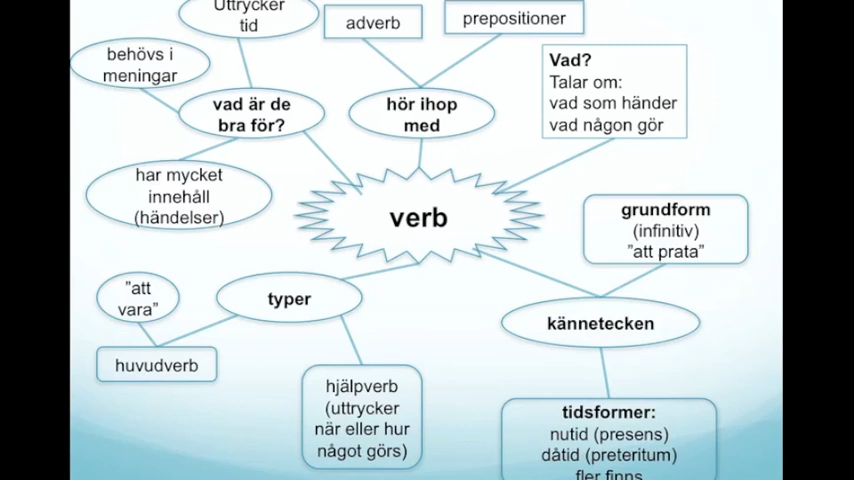 Uttrycker
tid
adverb
prepositioner
behövs i
meningar
Vad?
Talar om:
vad som händer
vad någon gör
vad är de
bra för?
hör ihop
med
har mycket
innehåll
(händelser)
verb
grundform
(infinitiv)
”att prata”
”att
vara”
typer
kännetecken
huvudverb
hjälpverb
(uttrycker
när eller hur
något görs)
tidsformer:
nutid (presens)
dåtid (preteritum)
fler finns